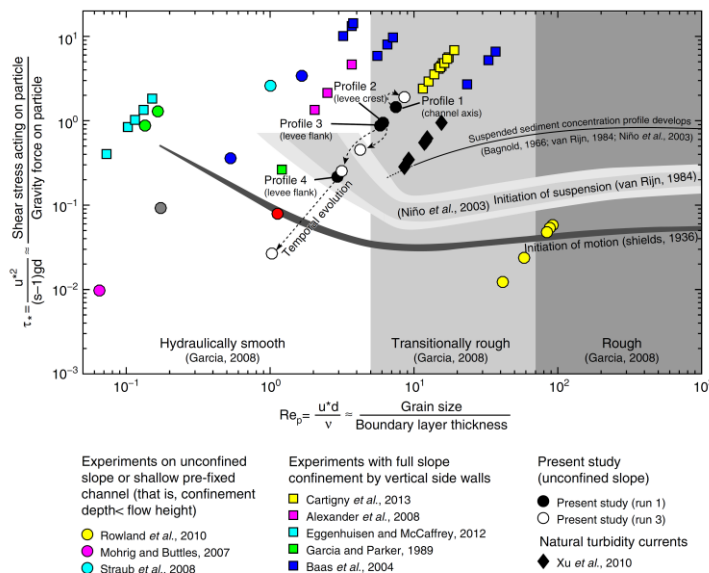 10¹
10⁰
10⁻¹
10⁻²
10⁻³
τ* = u*² / (s–1)gd ≈ Shear stress acting on particle / Gravity force on particle
Profile 2
(levee crest)
Profile 1
(channel axis)
Profile 3
(levee flank)
Profile 4
(levee flank)
Suspended sediment concentration profile develops
(Bagnold, 1966; van Rijn, 1984; Niño et al., 2003)
Initiation of suspension (van Rijn, 1984)
(Niño et al., 2003)
Initiation of motion (shields, 1936)
Temporal evolution
Hydraulically smooth
(Garcia, 2008)
Transitionally rough
(Garcia, 2008)
Rough
(Garcia, 2008)
10⁻¹
10⁰
10¹
10²
10³
Reₚ = u*d / ν ≈ Grain size / Boundary layer thickness
Experiments on unconfined
slope or shallow pre-fixed
channel (that is, confinement
depth< flow height)
Rowland et al., 2010
Mohrig and Buttles, 2007
Straub et al., 2008
Experiments with full slope
confinement by vertical side walls
Cartigny et al., 2013
Alexander et al., 2008
Eggenhuisen and McCaffrey, 2012
Garcia and Parker, 1989
Baas et al., 2004
Present study
(unconfined slope)
Present study (run 1)
Present study (run 3)
Natural turbidity currents
Xu et al., 2010